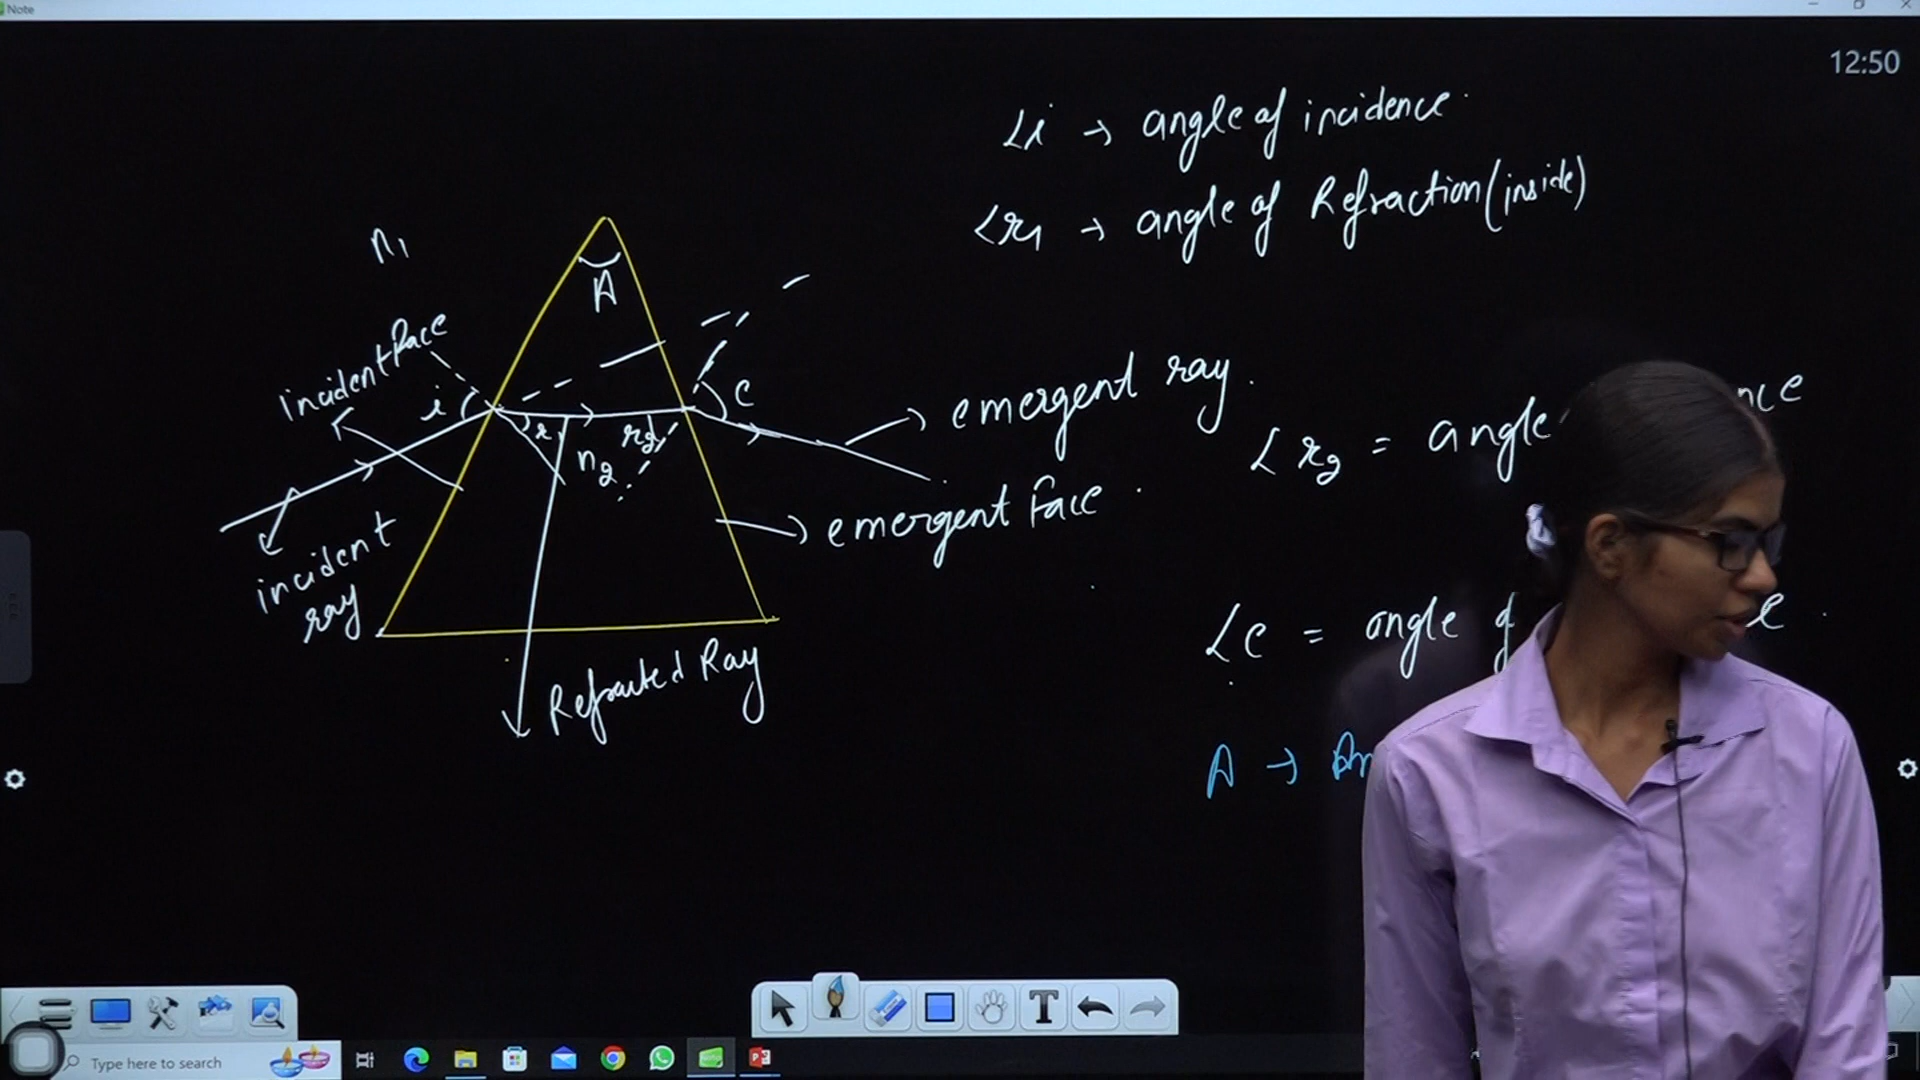 Note
12:50
∠i → angle of incidence
∠r1 → angle of Refraction (inside)
n1
A
incident face
i
e
r
r2
n2
emergent ray.
∠r2 = angle
emergent face
incident
ray
∠e = angle of
Refracted Ray
A →
Type here to search